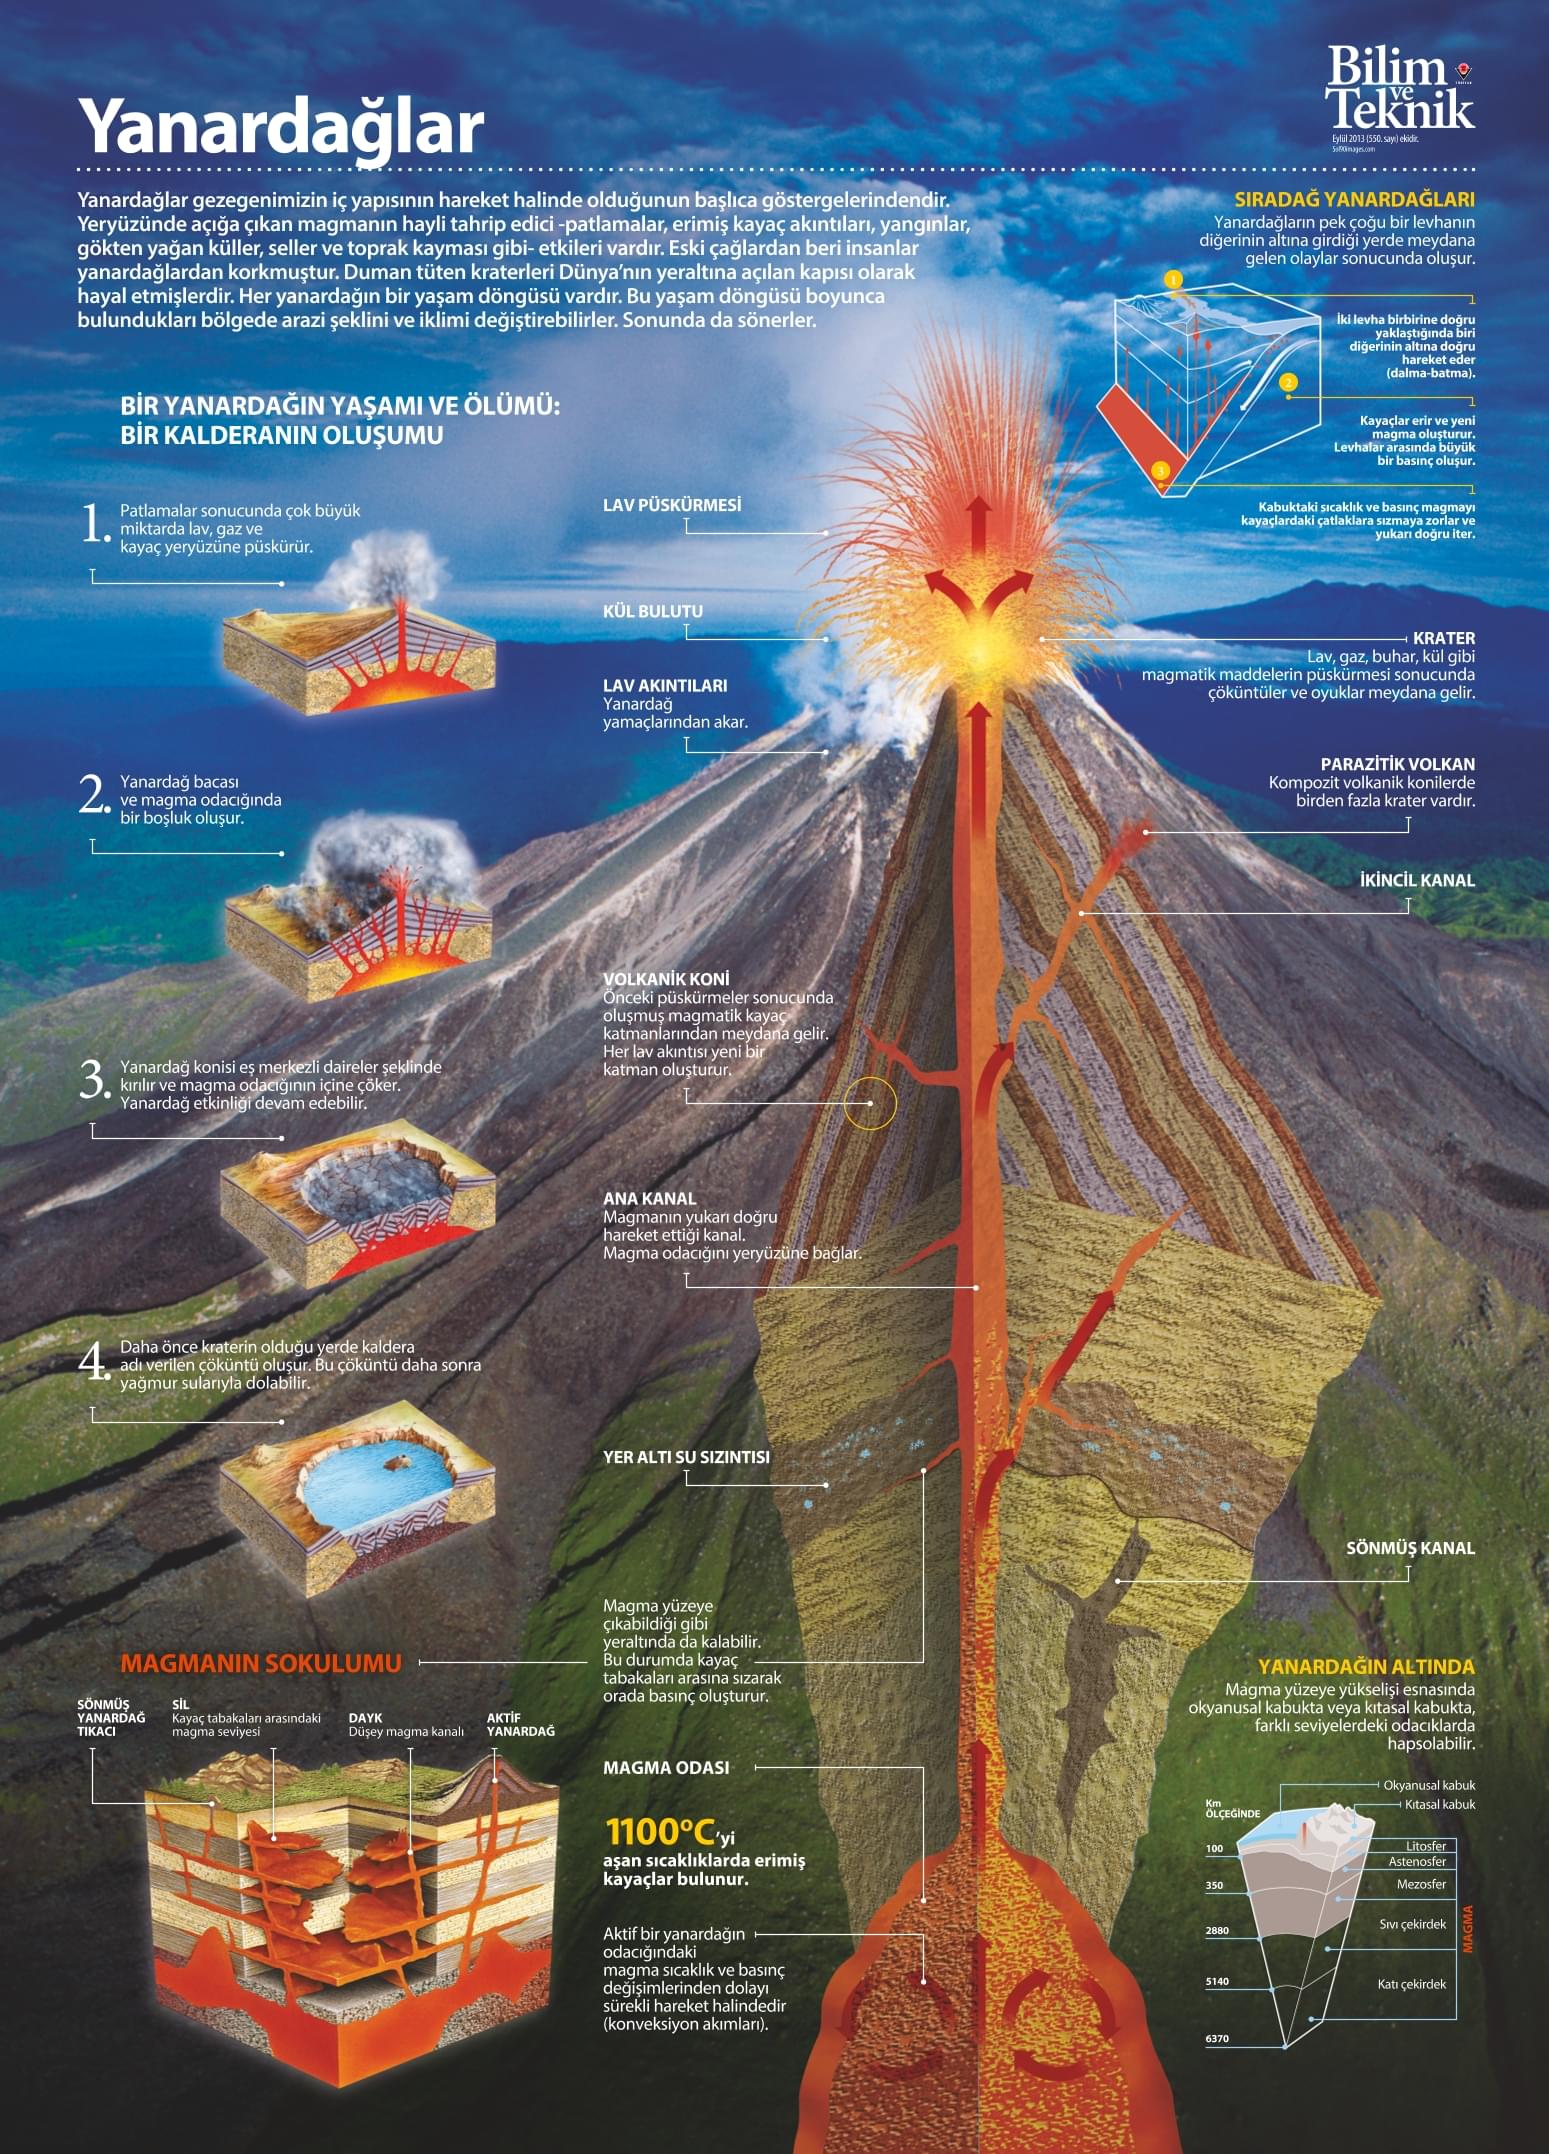 Bilim
ve
Teknik
TÜBİTAK
Eylül 2013 (550. sayı) ekidir.
Sol90images.com
Yanardağlar
Yanardağlar gezegenimizin iç yapısının hareket halinde olduğunun başlıca göstergelerindendir.
Yeryüzünde açığa çıkan magmanın hayli tahrip edici -patlamalar, erimiş kayaç akıntıları, yangınlar,
gökten yağan küller, seller ve toprak kayması gibi- etkileri vardır. Eski çağlardan beri insanlar
yanardağlardan korkmuştur. Duman tüten kraterleri Dünya’nın yeraltına açılan kapısı olarak
hayal etmişlerdir. Her yanardağın bir yaşam döngüsü vardır. Bu yaşam döngüsü boyunca
bulundukları bölgede arazi şeklini ve iklimi değiştirebilirler. Sonunda da sönerler.
SIRADAĞ YANARDAĞLARI
Yanardağların pek çoğu bir levhanın
diğerinin altına girdiği yerde meydana
gelen olaylar sonucunda oluşur.
1
İki levha birbirine doğru
yaklaştığında biri
diğerinin altına doğru
hareket eder
(dalma-batma).
2
Kayaçlar erir ve yeni
magma oluşturur.
Levhalar arasında büyük
bir basınç oluşur.
3
Kabuktaki sıcaklık ve basınç magmayı
kayaçlardaki çatlaklara sızmaya zorlar ve
yukarı doğru iter.
BİR YANARDAĞIN YAŞAMI VE ÖLÜMÜ:
BİR KALDERANIN OLUŞUMU
1.
Patlamalar sonucunda çok büyük
miktarda lav, gaz ve
kayaç yeryüzüne püskürür.
2.
Yanardağ bacası
ve magma odacığında
bir boşluk oluşur.
3.
Yanardağ konisi eş merkezli daireler şeklinde
kırılır ve magma odacığının içine çöker.
Yanardağ etkinliği devam edebilir.
4.
Daha önce kraterin olduğu yerde kaldera
adı verilen çöküntü oluşur. Bu çöküntü daha sonra
yağmur sularıyla dolabilir.
LAV PÜSKÜRMESİ
KÜL BULUTU
LAV AKINTILARI
Yanardağ
yamaçlarından akar.
VOLKANİK KONİ
Önceki püskürmeler sonucunda
oluşmuş magmatik kayaç
katmanlarından meydana gelir.
Her lav akıntısı yeni bir
katman oluşturur.
ANA KANAL
Magmanın yukarı doğru
hareket ettiği kanal.
Magma odacığını yeryüzüne bağlar.
YER ALTI SU SIZINTISI
KRATER
Lav, gaz, buhar, kül gibi
magmatik maddelerin püskürmesi sonucunda
çöküntüler ve oyuklar meydana gelir.
PARAZİTİK VOLKAN
Kompozit volkanik konilerde
birden fazla krater vardır.
İKİNCİL KANAL
SÖNMÜŞ KANAL
MAGMANIN SOKULUMU
Magma yüzeye
çıkabildiği gibi
yeraltında da kalabilir.
Bu durumda kayaç
tabakaları arasına sızarak
orada basınç oluşturur.
SÖNMÜŞ
YANARDAĞ
TIKACI
SİL
Kayaç tabakaları arasındaki
magma seviyesi
DAYK
Düşey magma kanalı
AKTİF
YANARDAĞ
MAGMA ODASI
1100°C’yi
aşan sıcaklıklarda erimiş
kayaçlar bulunur.
Aktif bir yanardağın
odacığındaki
magma sıcaklık ve basınç
değişimlerinden dolayı
sürekli hareket halindedir
(konveksiyon akımları).
YANARDAĞIN ALTINDA
Magma yüzeye yükselişi esnasında
okyanusal kabukta veya kıtasal kabukta,
farklı seviyelerdeki odacıklarda
hapsolabilir.
Okyanusal kabuk
Kıtasal kabuk
Km
ÖLÇEĞİNDE
100
350
2880
5140
6370
Litosfer
Astenosfer
Mezosfer
Sıvı çekirdek
Katı çekirdek
MAGMA